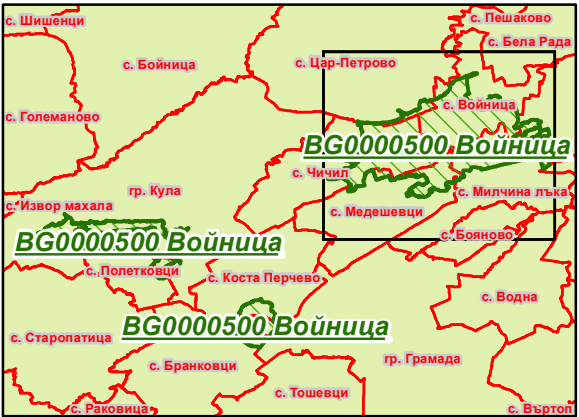 с. Шишенци
с. Пешаково
с. Бела Рада
с. Бойница
с. Цар-Петрово
с. Войница
с. Големаново
BG0000500 Войница
с. Чичил
гр. Кула
с. Милчина лъка
с. Извор махала
с. Медешевци
с. Бояново
BG0000500 Войница
с. Полетковци
с. Коста Перчево
с. Водна
BG0000500 Войница
с. Старопатица
гр. Грамада
с. Бранковци
с. Тошевци
с. Раковица
с. Въртоп